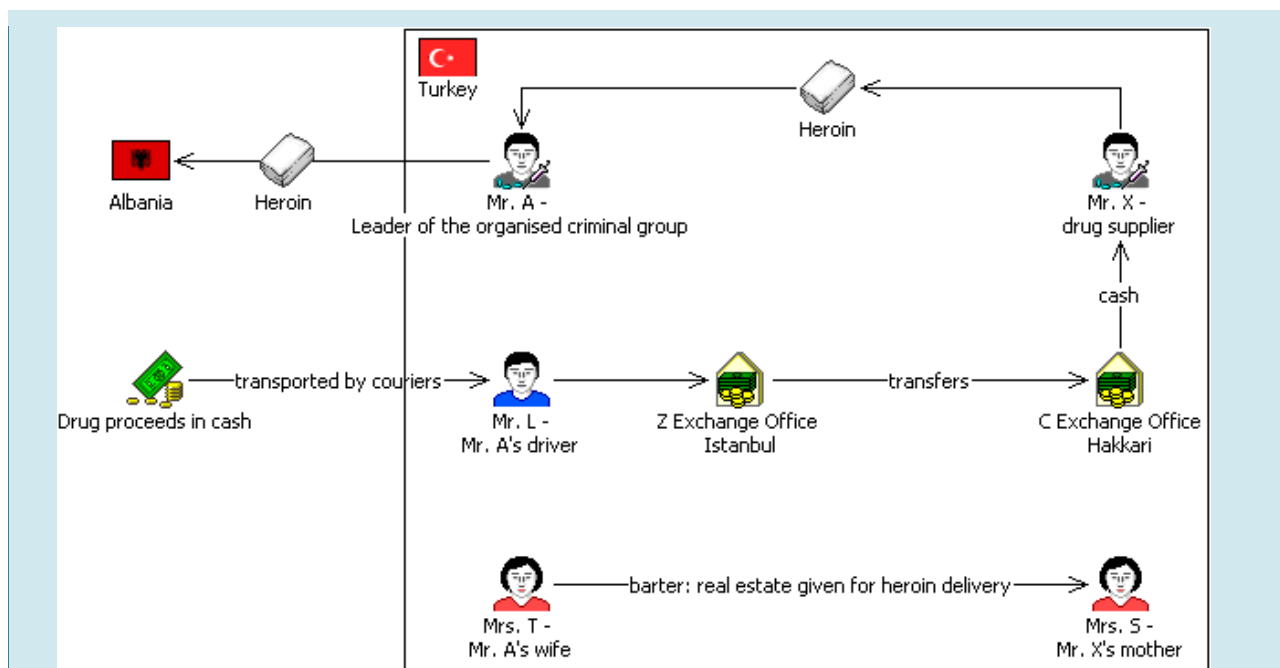 Turkey
Heroin
Albania
Heroin
Mr. A -
Leader of the organised criminal group
Mr. X -
drug supplier
cash
Drug proceeds in cash
transported by couriers
Mr. L -
Mr. A's driver
Z Exchange Office
Istanbul
transfers
C Exchange Office
Hakkari
Mrs. T -
Mr. A's wife
barter: real estate given for heroin delivery
Mrs. S -
Mr. X's mother